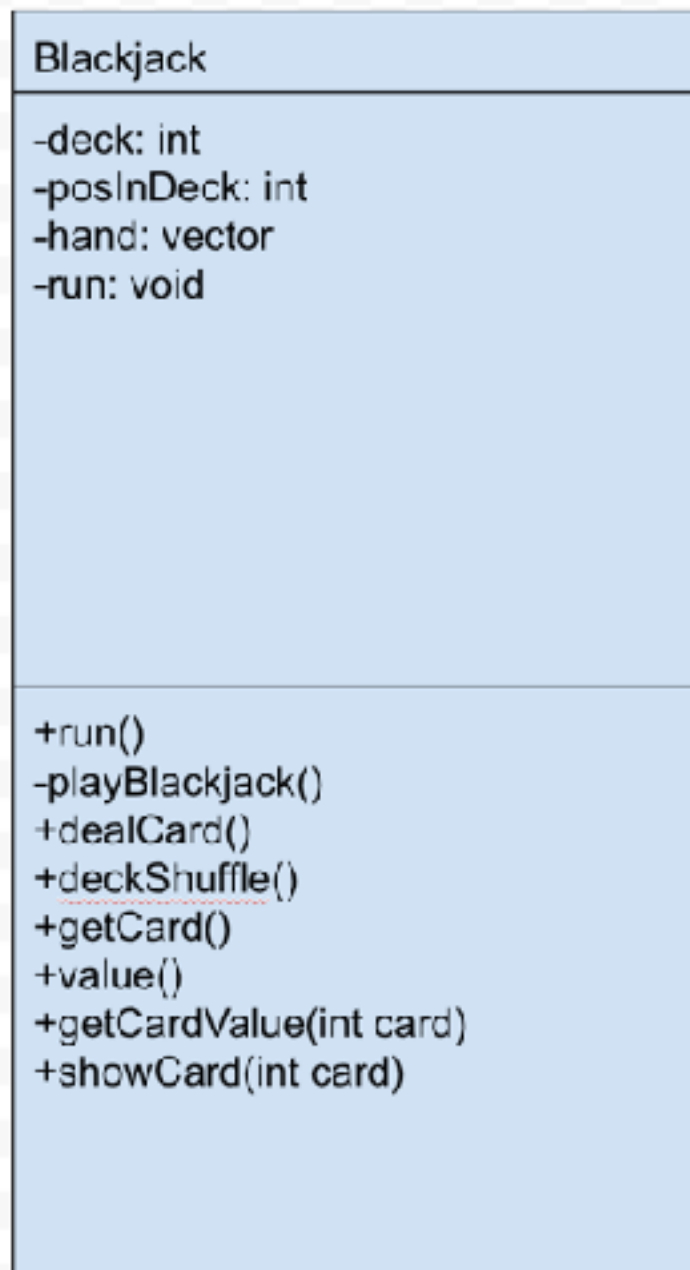 Blackjack
-deck: int
-posInDeck: int
-hand: vector
-run: void
+run()
-playBlackjack()
+dealCard()
+deckShuffle()
+getCard()
+value()
+getCardValue(int card)
+showCard(int card)